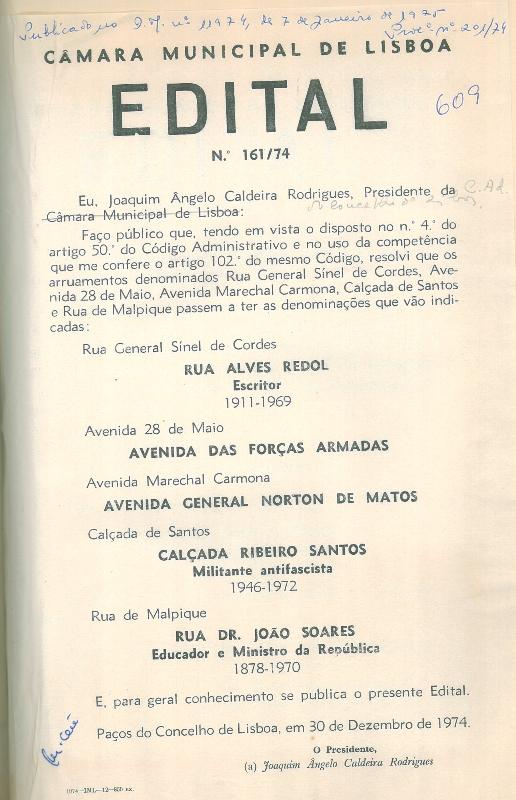 Publicado no D.M. nº 11974, de 7 de Janeiro de 1975
Procº nº 201/74
CÂMARA MUNICIPAL DE LISBOA
EDITAL
609
N.º 161/74
Eu, Joaquim Ângelo Caldeira Rodrigues, Presidente da C. Ad.
Câmara Municipal de Lisboa:
Faço público que, tendo em vista o disposto no n.º 4.º do
artigo 50.º do Código Administrativo e no uso da competência
que me confere o artigo 102.º do mesmo Código, resolvi que os
arruamentos denominados Rua General Sínel de Cordes, Ave-
nida 28 de Maio, Avenida Marechal Carmona, Calçada de Santos
e Rua de Malpique passem a ter as denominações que vão indi-
cadas:
Rua General Sínel de Cordes
RUA ALVES REDOL
Escritor
1911-1969
Avenida 28 de Maio
AVENIDA DAS FORÇAS ARMADAS
Avenida Marechal Carmona
AVENIDA GENERAL NORTON DE MATOS
Calçada de Santos
CALÇADA RIBEIRO SANTOS
Militante antifascista
1946-1972
Rua de Malpique
RUA DR. JOÃO SOARES
Educador e Ministro da República
1878-1970
E, para geral conhecimento se publica o presente Edital.
Paços do Concelho de Lisboa, em 30 de Dezembro de 1974.
O Presidente,
(a) Joaquim Ângelo Caldeira Rodrigues
1974—IML—12—850 ex.